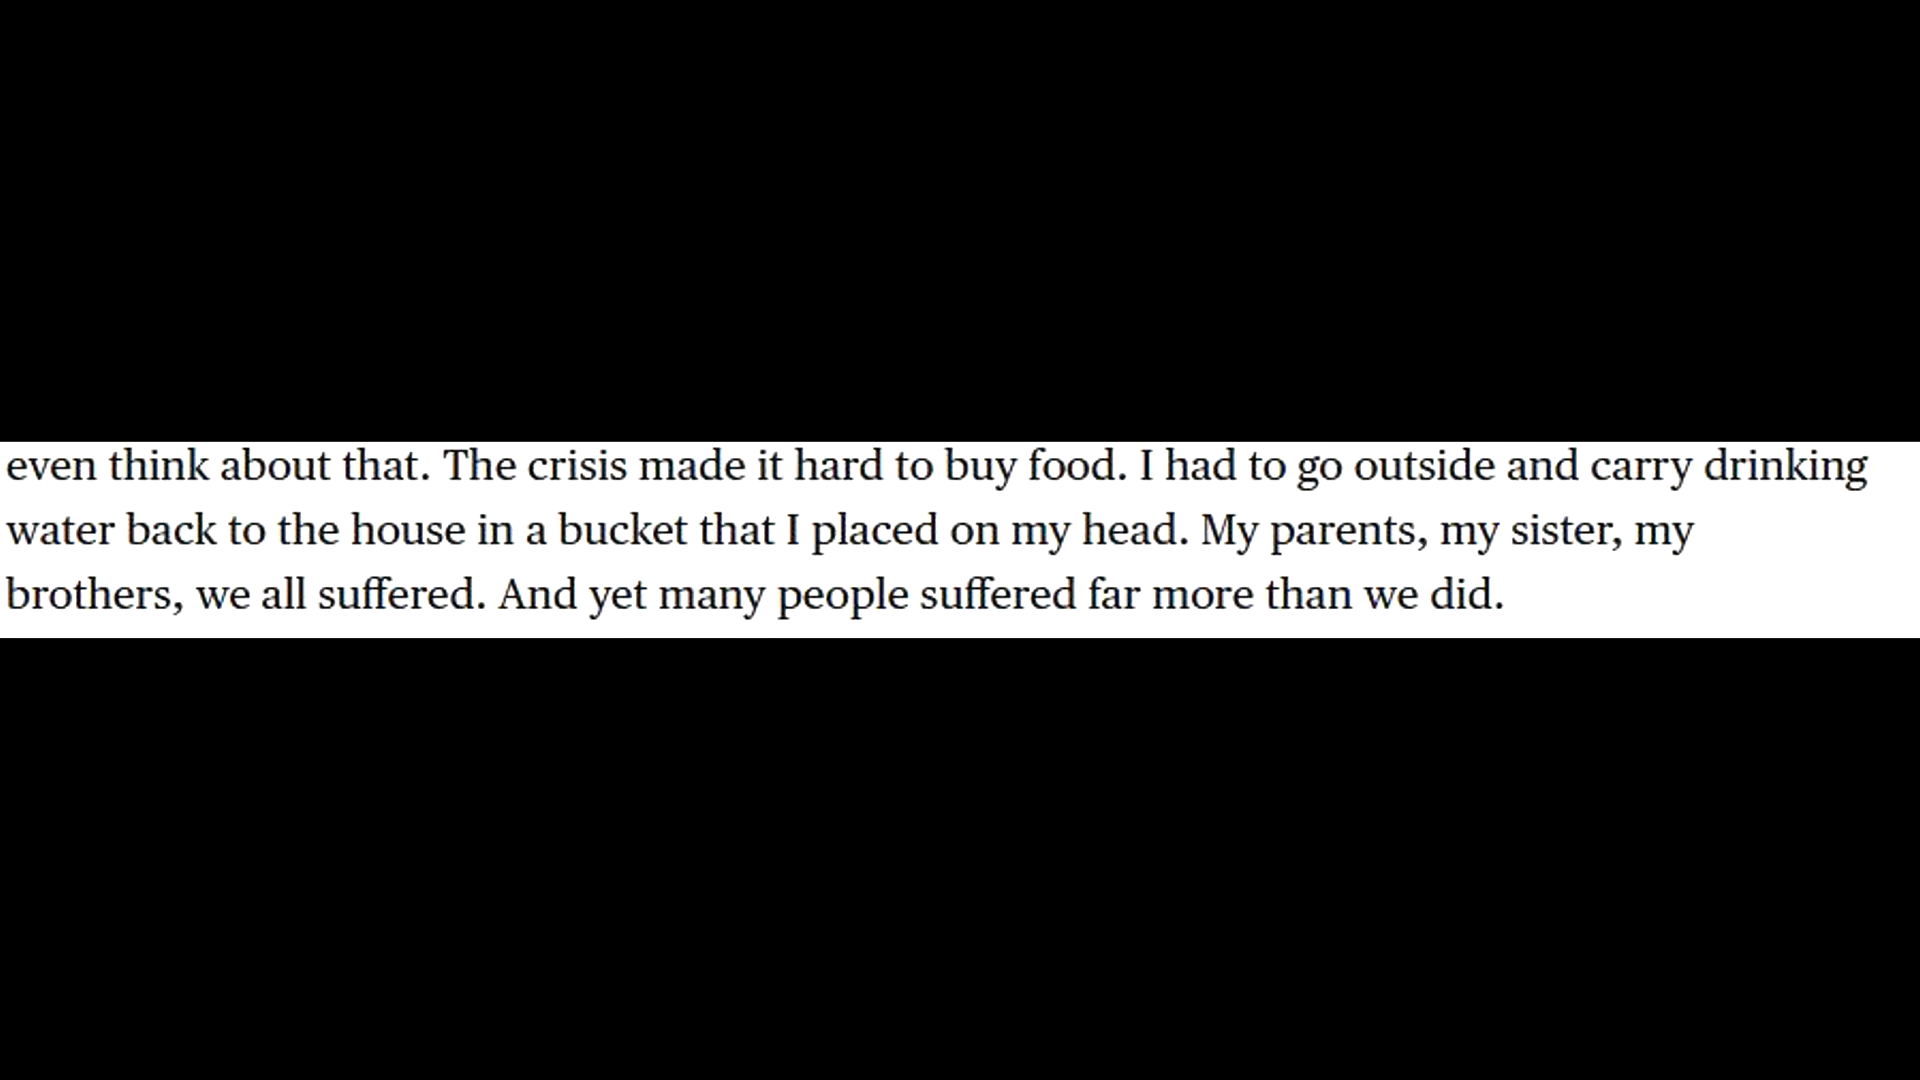 even think about that. The crisis made it hard to buy food. I had to go outside and carry drinking
water back to the house in a bucket that I placed on my head. My parents, my sister, my
brothers, we all suffered. And yet many people suffered far more than we did.